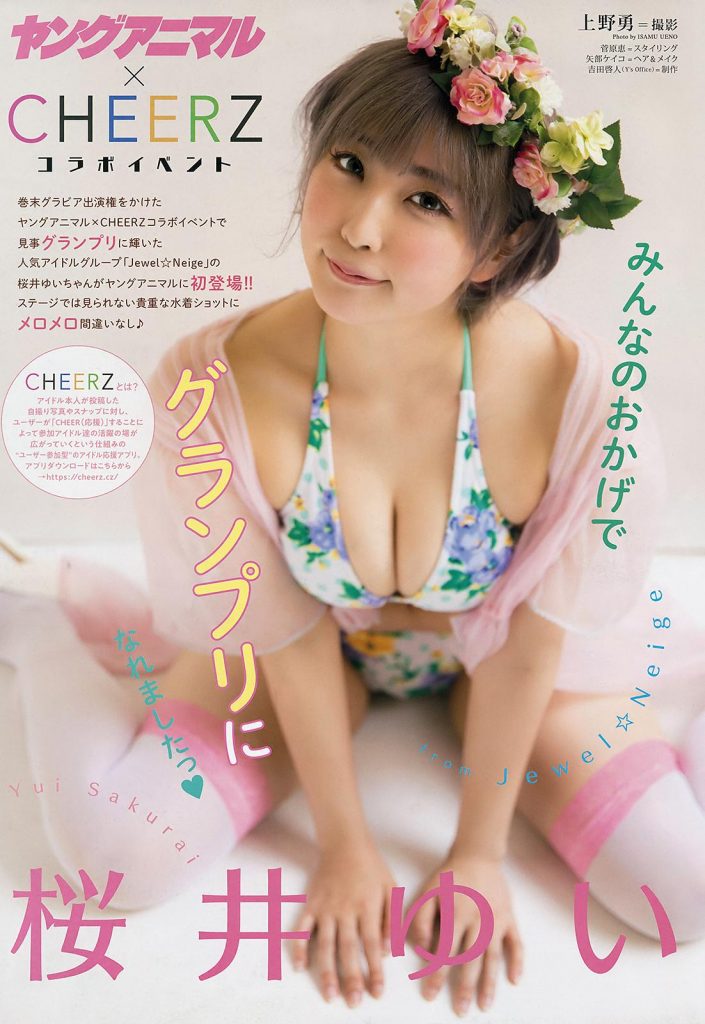 ヤングアニマル
×
CHEERZ
コラボイベント
巻末グラビア出演権をかけた
ヤングアニマル×CHEERZコラボイベントで
見事グランプリに輝いた
人気アイドルグループ「Jewel☆Neige」の
桜井ゆいちゃんがヤングアニマルに初登場!!
ステージでは見られない貴重な水着ショットに
メロメロ間違いなし♪
CHEERZとは?
アイドル本人が投稿した
自撮り写真やスナップに対し、
ユーザーが「CHEER(応援)」することに
よって参加アイドル達の活躍の場が
広がっていくという仕組みの
“ユーザー参加型”のアイドル応援アプリ。
アプリダウンロードはこちらから
→https://cheerz.cz/
上野勇=撮影
Photo by ISAMU UENO
菅原恵=スタイリング
矢部ケイコ=ヘア&メイク
吉田啓人(Y's Office)=制作
みんなのおかげで
グランプリに
なれましたっ♥
from Jewel☆Neige
Yui Sakurai
桜井ゆい